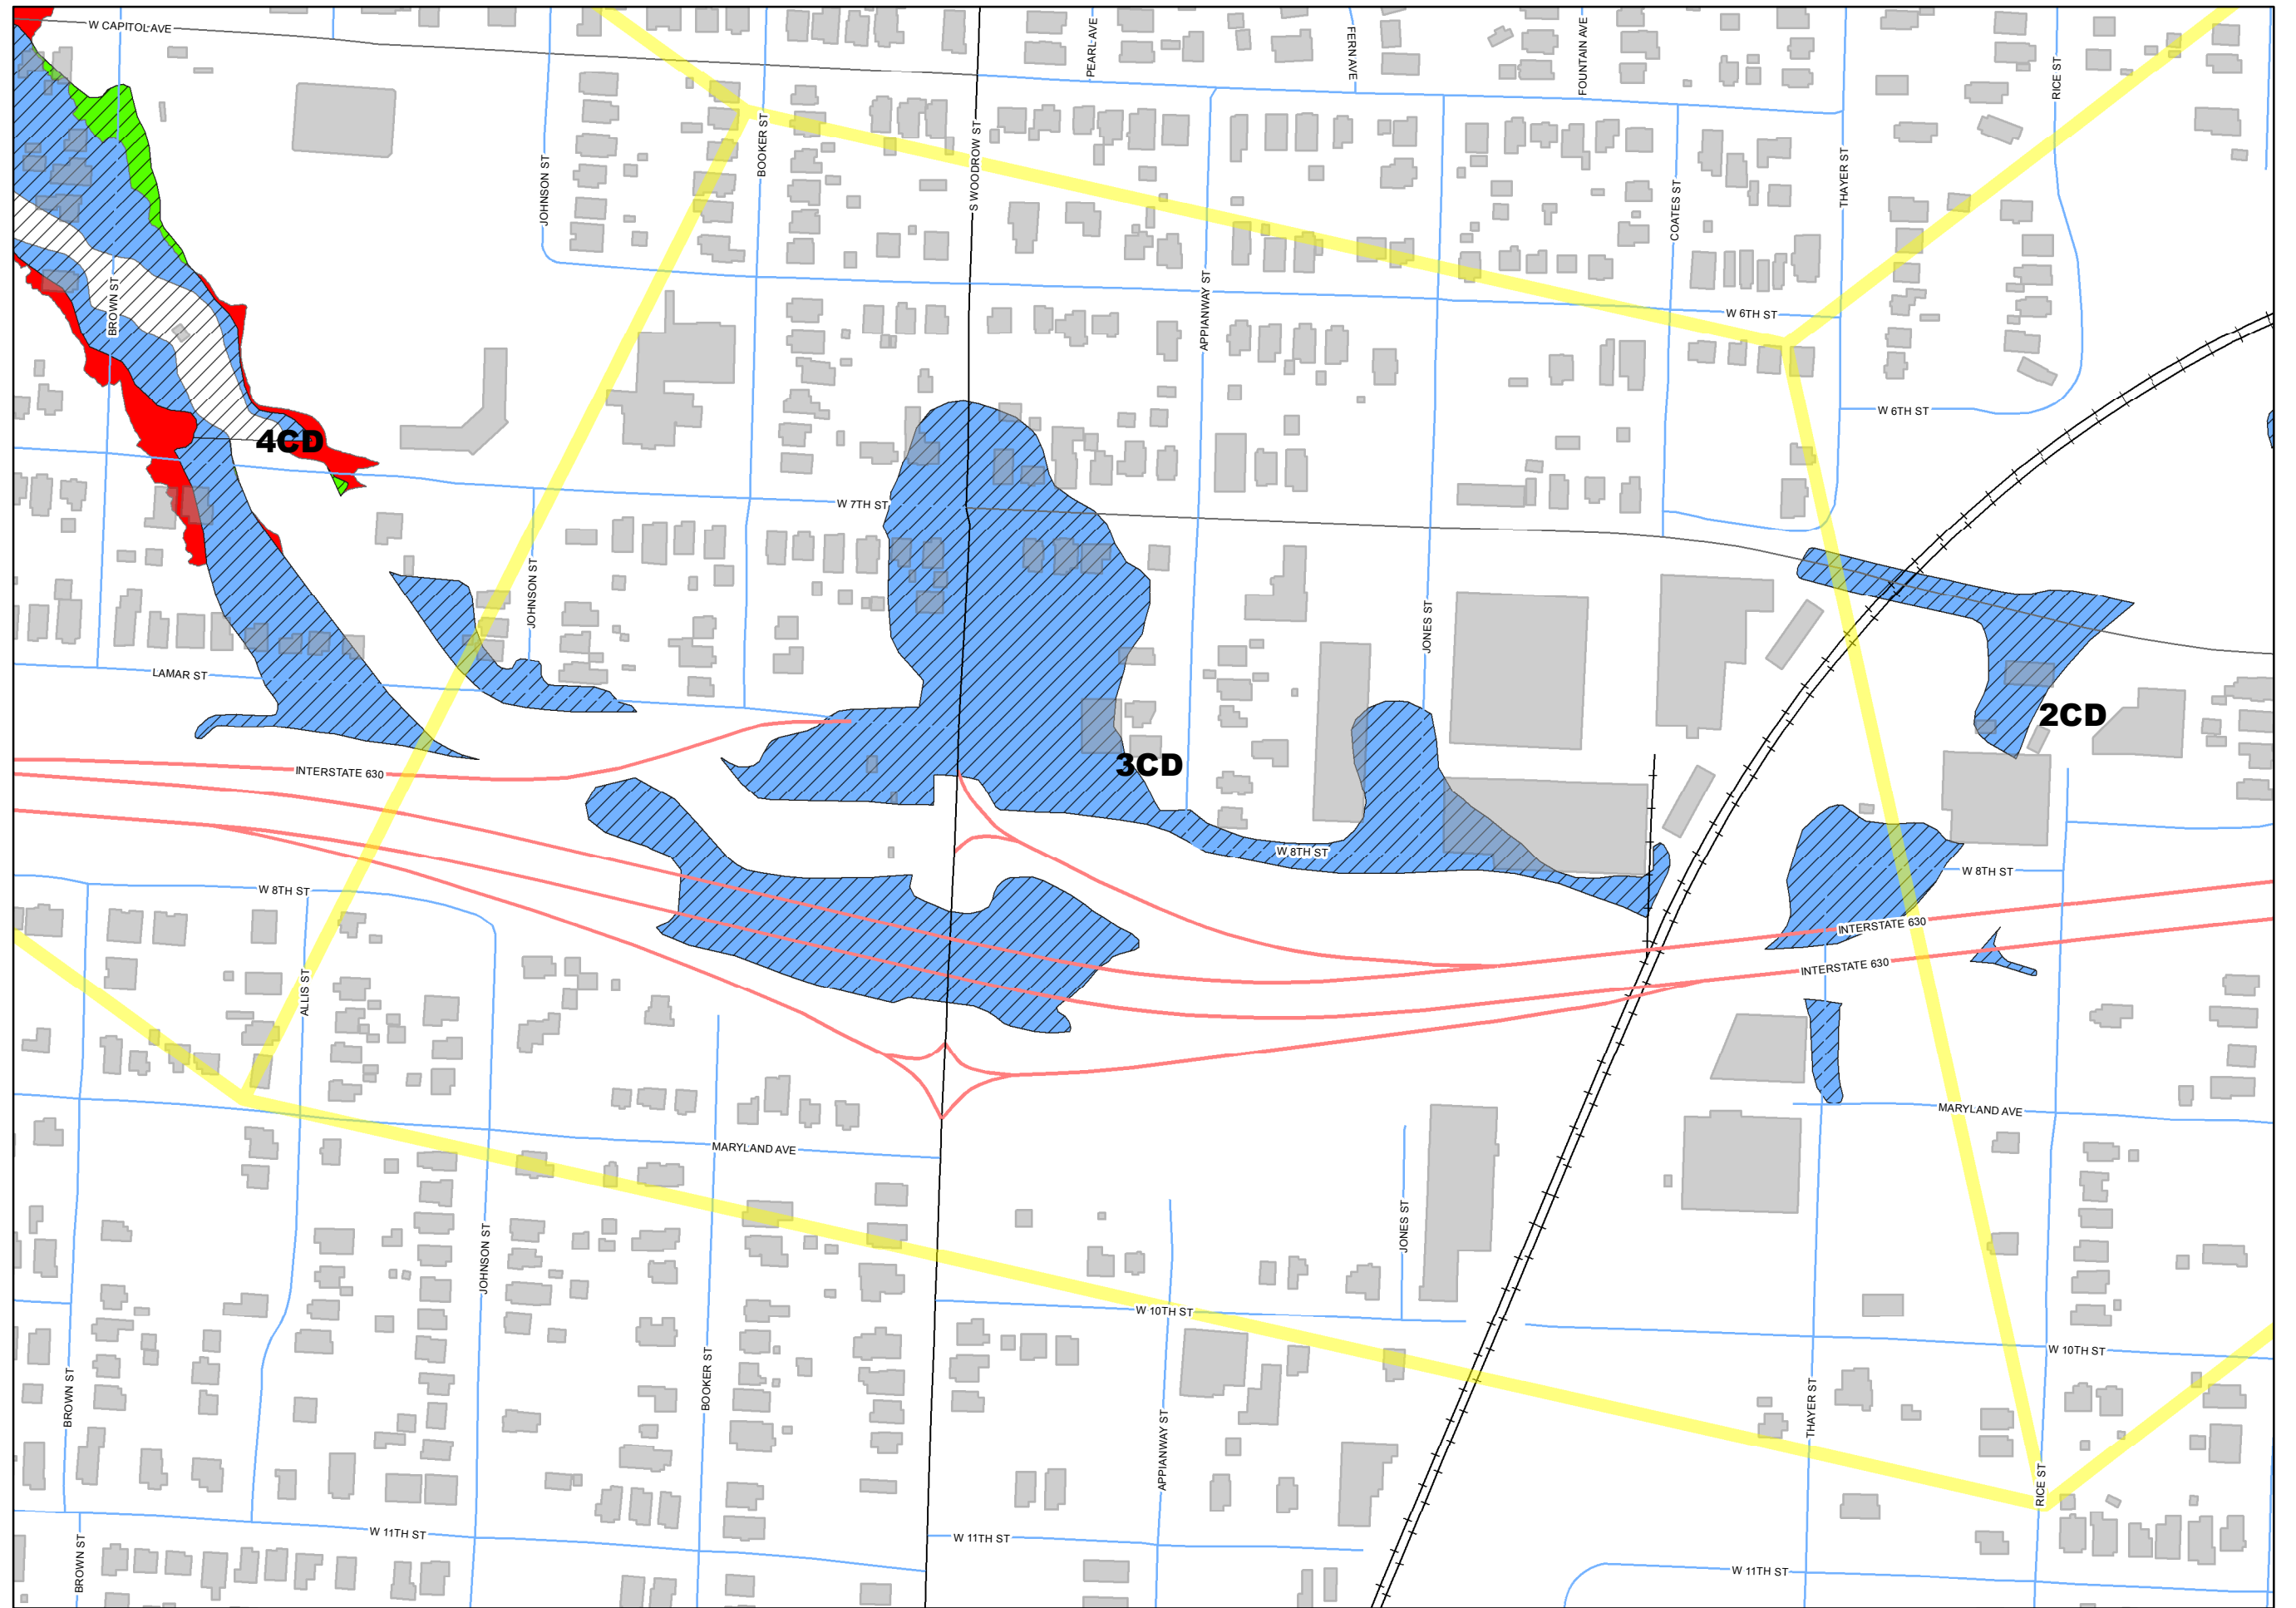 W CAPITOL AVE
PEARL AVE
FERN AVE
FOUNTAIN AVE
RICE ST
JOHNSON ST
BOOKER ST
S WOODROW ST
COATES ST
THAYER ST
BROWN ST
APPIANWAY ST
W 6TH ST
W 6TH ST
4CD
W 7TH ST
JOHNSON ST
JONES ST
LAMAR ST
2CD
INTERSTATE 630
3CD
W 8TH ST
W 8TH ST
W 8TH ST
INTERSTATE 630
INTERSTATE 630
ALLIS ST
MARYLAND AVE
MARYLAND AVE
JOHNSON ST
JONES ST
W 10TH ST
W 10TH ST
BROWN ST
BOOKER ST
APPIANWAY ST
THAYER ST
RICE ST
W 11TH ST
W 11TH ST
BROWN ST
W 11TH ST